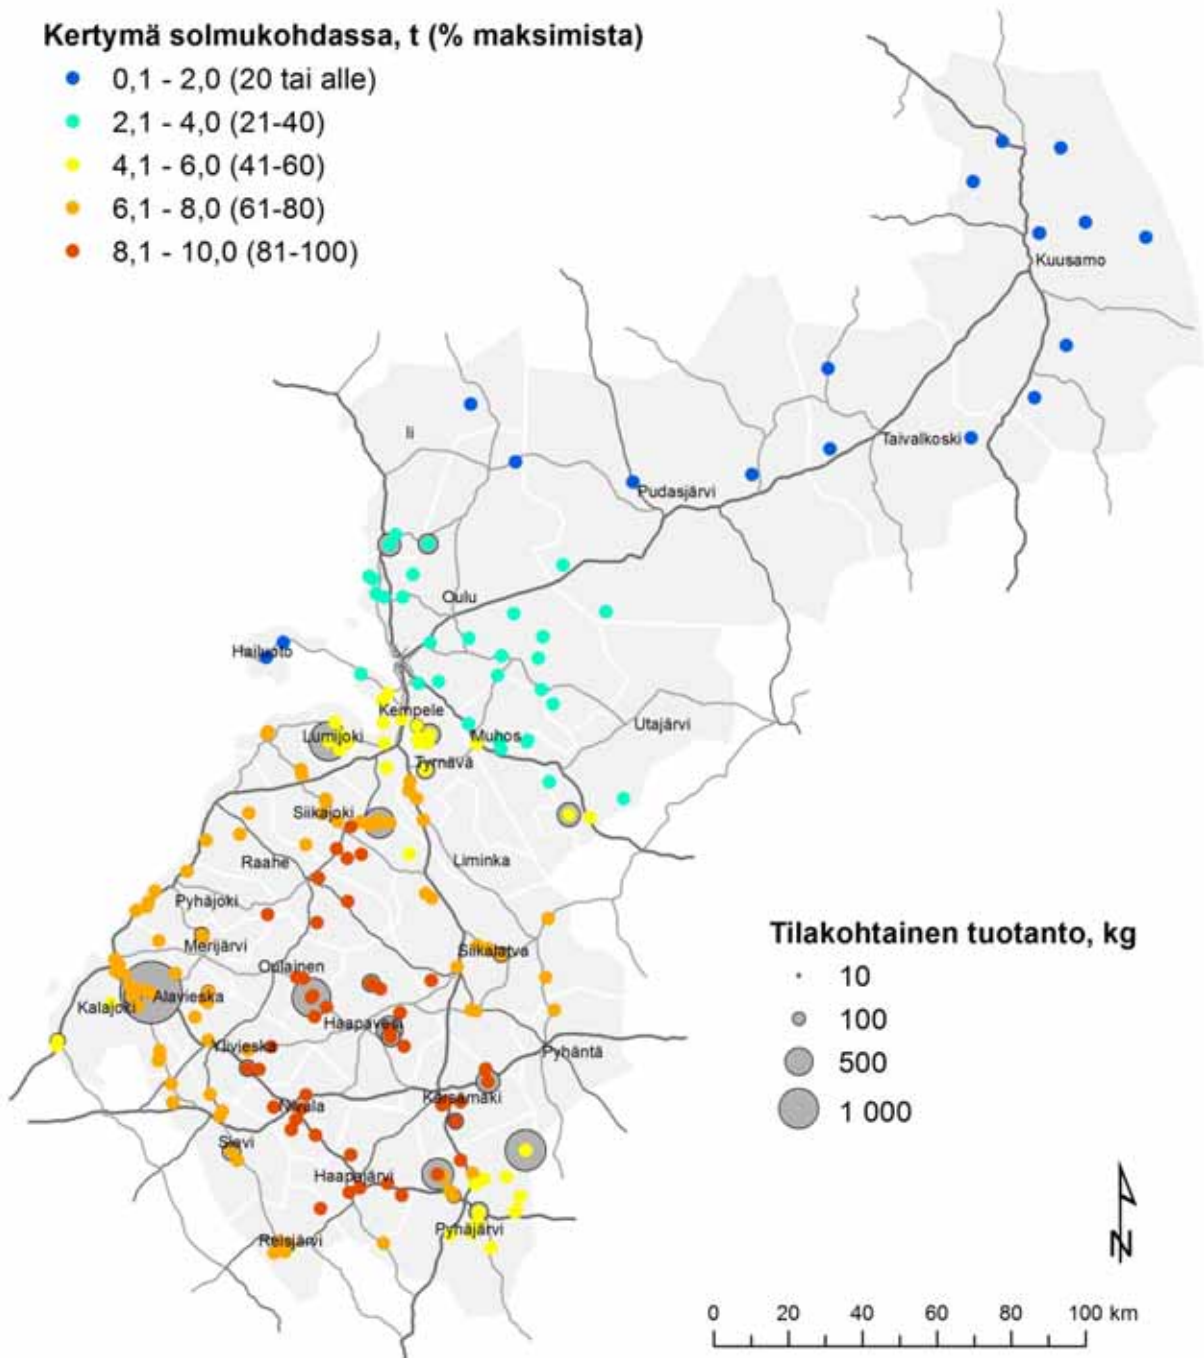 Kertymä solmukohdassa, t (% maksimista)
0,1 - 2,0 (20 tai alle)
2,1 - 4,0 (21-40)
4,1 - 6,0 (41-60)
6,1 - 8,0 (61-80)
8,1 - 10,0 (81-100)
Kuusamo
Ii
Taivalkoski
Pudasjärvi
Oulu
Hailuoto
Kempele
Lumijoki
Muhos
Utajärvi
Tyrnävä
Siikajoki
Raahe
Liminka
Pyhäjoki
Merijärvi
Siikalatva
Oulainen
Alavieska
Kalajoki
Haapavesi
Ylivieska
Pyhäntä
Kärsämäki
Nivala
Sievi
Haapajärvi
Pyhäjärvi
Reisjärvi
Tilakohtainen tuotanto, kg
10
100
500
1 000
N
0 20 40 60 80 100 km